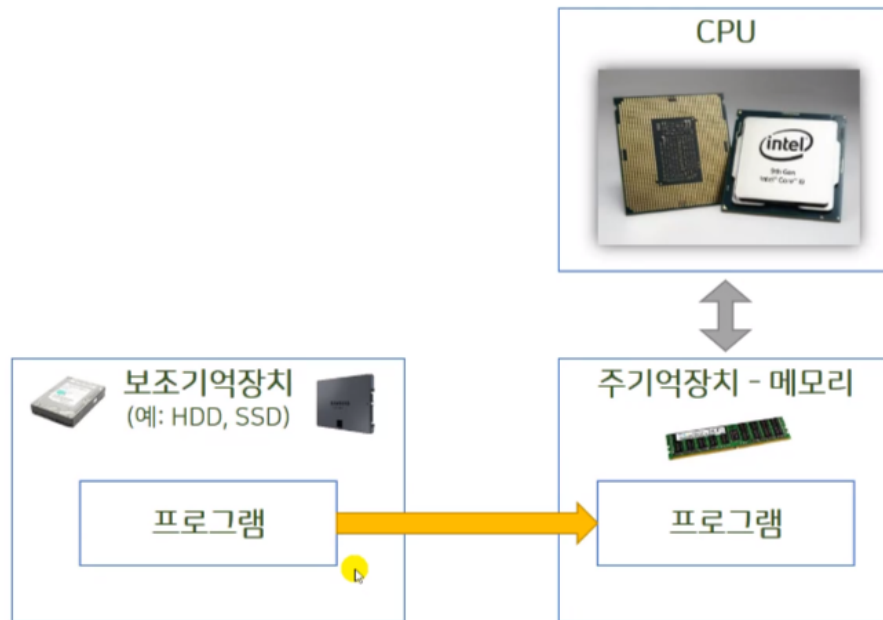 CPU
intel
보조기억장치
(예: HDD, SSD)
프로그램
주기억장치 - 메모리
프로그램